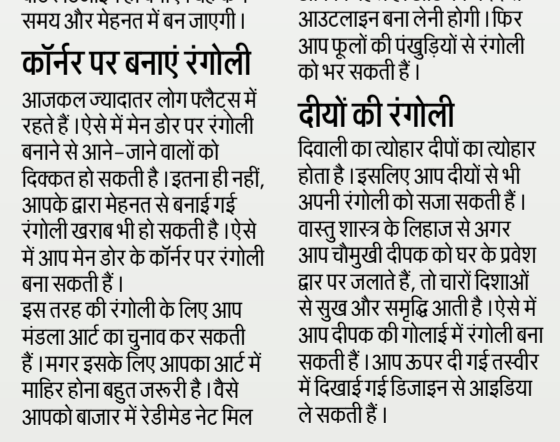 समय और मेहनत में बन जाएगी।
कॉर्नर पर बनाएं रंगोली
आजकल ज्यादातर लोग फ्लैट्स में
रहते हैं। ऐसे में मेन डोर पर रंगोली
बनाने से आने-जाने वालों को
दिक्कत हो सकती है। इतना ही नहीं,
आपके द्वारा मेहनत से बनाई गई
रंगोली खराब भी हो सकती है। ऐसे
में आप मेन डोर के कॉर्नर पर रंगोली
बना सकती हैं।
इस तरह की रंगोली के लिए आप
मंडला आर्ट का चुनाव कर सकती
हैं। मगर इसके लिए आपका आर्ट में
माहिर होना बहुत जरूरी है। वैसे
आपको बाजार में रेडीमेड नेट मिल
आउटलाइन बना लेनी होगी। फिर
आप फूलों की पंखुड़ियों से रंगोली
को भर सकती हैं।
दीयों की रंगोली
दिवाली का त्योहार दीपों का त्योहार
होता है। इसलिए आप दीयों से भी
अपनी रंगोली को सजा सकती हैं।
वास्तु शास्त्र के लिहाज से अगर
आप चौमुखी दीपक को घर के प्रवेश
द्वार पर जलाते हैं, तो चारों दिशाओं
से सुख और समृद्धि आती है। ऐसे में
आप दीपक की गोलाई में रंगोली बना
सकती हैं। आप ऊपर दी गई तस्वीर
में दिखाई गई डिजाइन से आइडिया
ले सकती हैं।